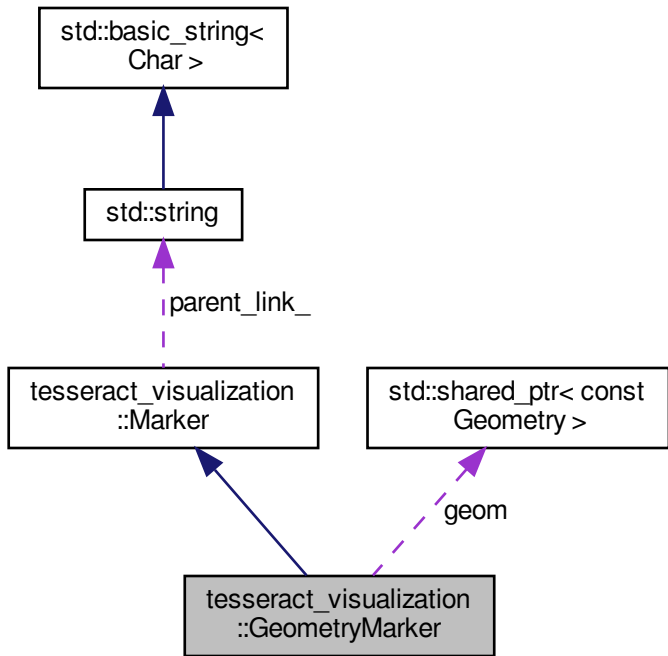 std::basic_string<
Char >
std::string
parent_link_
tesseract_visualization
::Marker
std::shared_ptr< const
Geometry >
geom
tesseract_visualization
::GeometryMarker